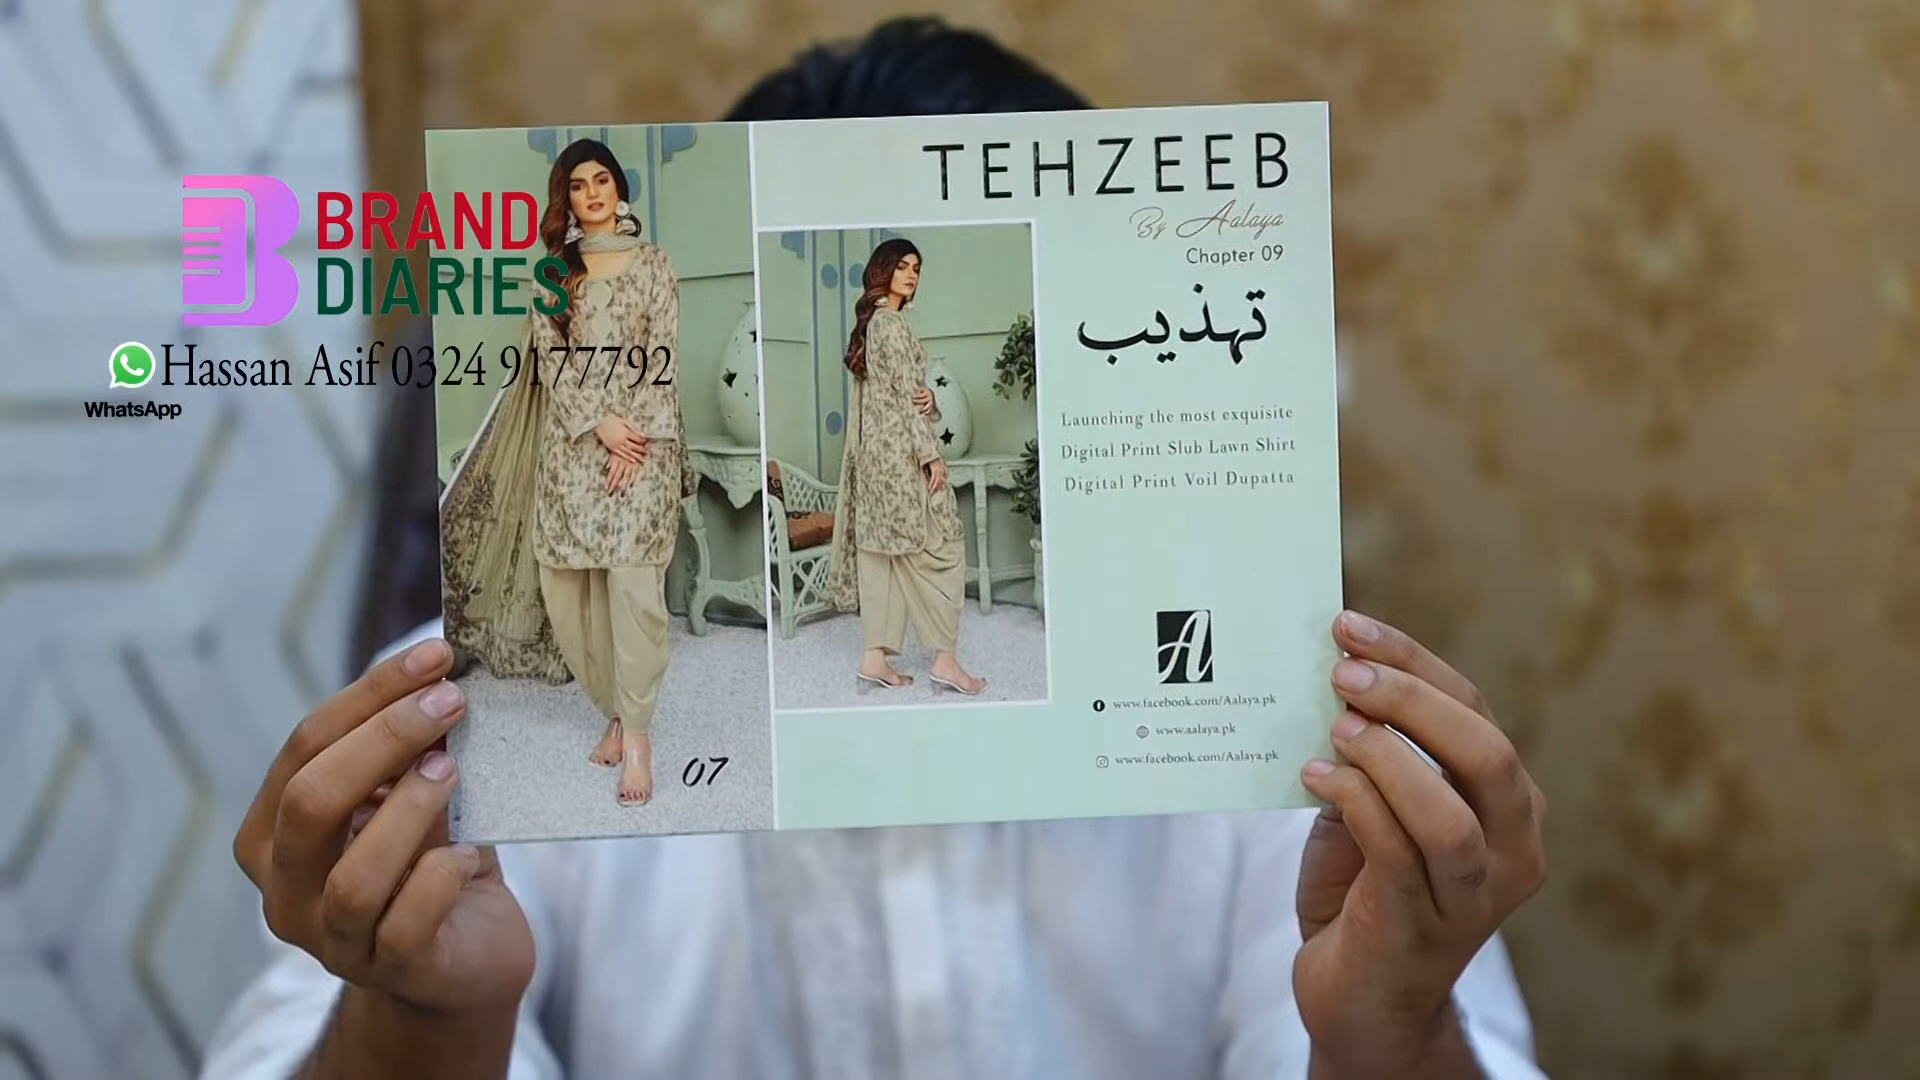 BRAND
DIARIES
Hassan Asif 0324 9177792
WhatsApp
TEHZEEB
By Aalaya
Chapter 09
تہذیب
Launching the most exquisite
Digital Print Slub Lawn Shirt
Digital Print Voil Dupatta
A
www.facebook.com/Aalaya.pk
www.aalaya.pk
www.facebook.com/Aalaya.pk
07